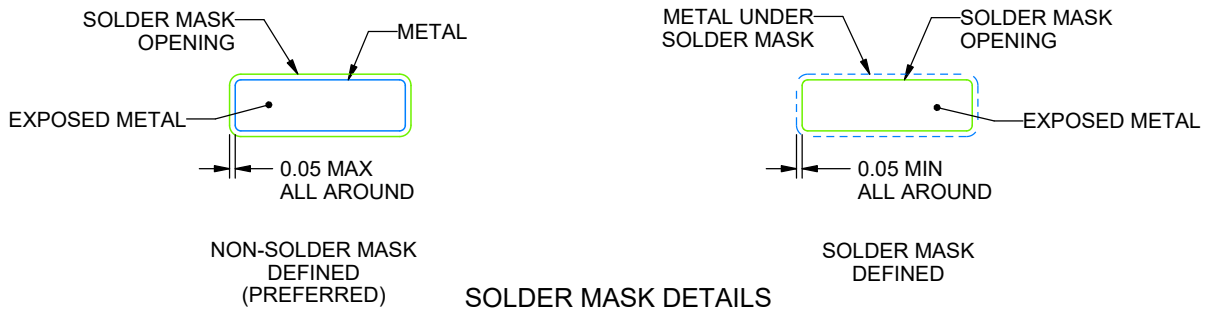 SOLDER MASK
OPENING
METAL
EXPOSED METAL
0.05 MAX
ALL AROUND
NON-SOLDER MASK
DEFINED
(PREFERRED)
METAL UNDER
SOLDER MASK
SOLDER MASK
OPENING
EXPOSED METAL
0.05 MIN
ALL AROUND
SOLDER MASK
DEFINED
SOLDER MASK DETAILS